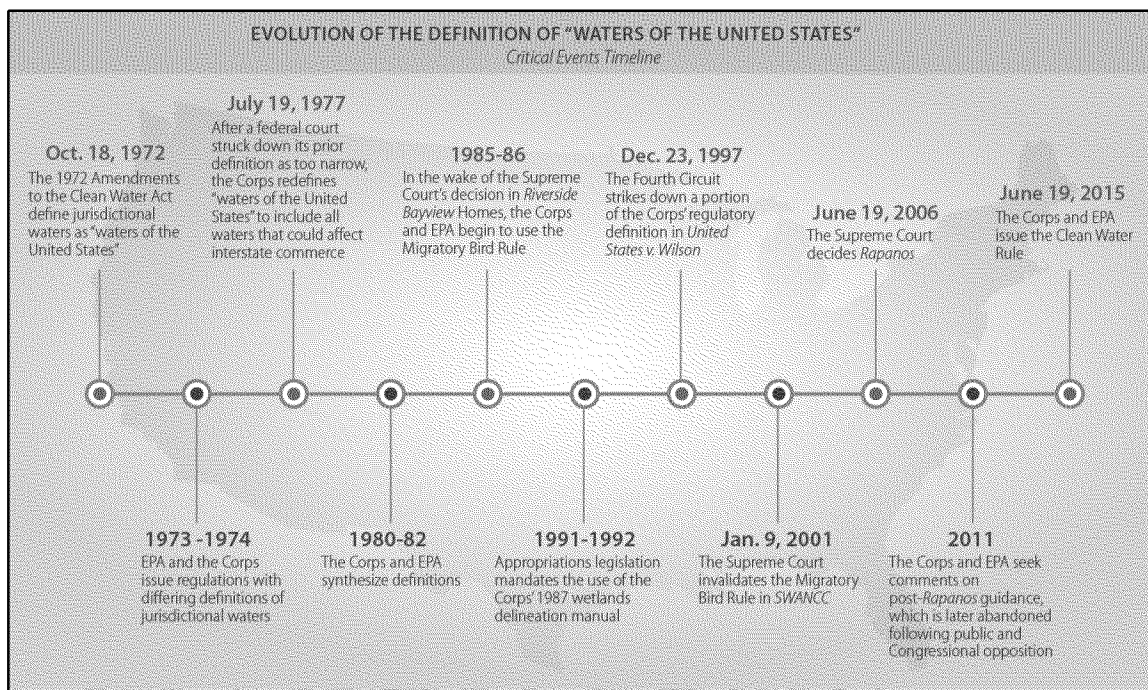 EVOLUTION OF THE DEFINITION OF “WATERS OF THE UNITED STATES”
Critical Events Timeline
Oct. 18, 1972
The 1972 Amendments
to the Clean Water Act
define jurisdictional
waters as “waters of the
United States”
July 19, 1977
After a federal court
struck down its prior
definition as too narrow,
the Corps redefines
“waters of the United
States” to include all
waters that could affect
interstate commerce
1985-86
In the wake of the Supreme
Court’s decision in Riverside
Bayview Homes, the Corps
and EPA begin to use the
Migratory Bird Rule
Dec. 23, 1997
The Fourth Circuit
strikes down a portion
of the Corps’ regulatory
definition in United
States v. Wilson
June 19, 2006
The Supreme Court
decides Rapanos
June 19, 2015
The Corps and EPA
issue the Clean Water
Rule
1973 -1974
EPA and the Corps
issue regulations with
differing definitions of
jurisdictional waters
1980-82
The Corps and EPA
synthesize definitions
1991-1992
Appropriations legislation
mandates the use of the
Corps’ 1987 wetlands
delineation manual
Jan. 9, 2001
The Supreme Court
invalidates the Migratory
Bird Rule in SWANCC
2011
The Corps and EPA seek
comments on
post-Rapanos guidance,
which is later abandoned
following public and
Congressional opposition